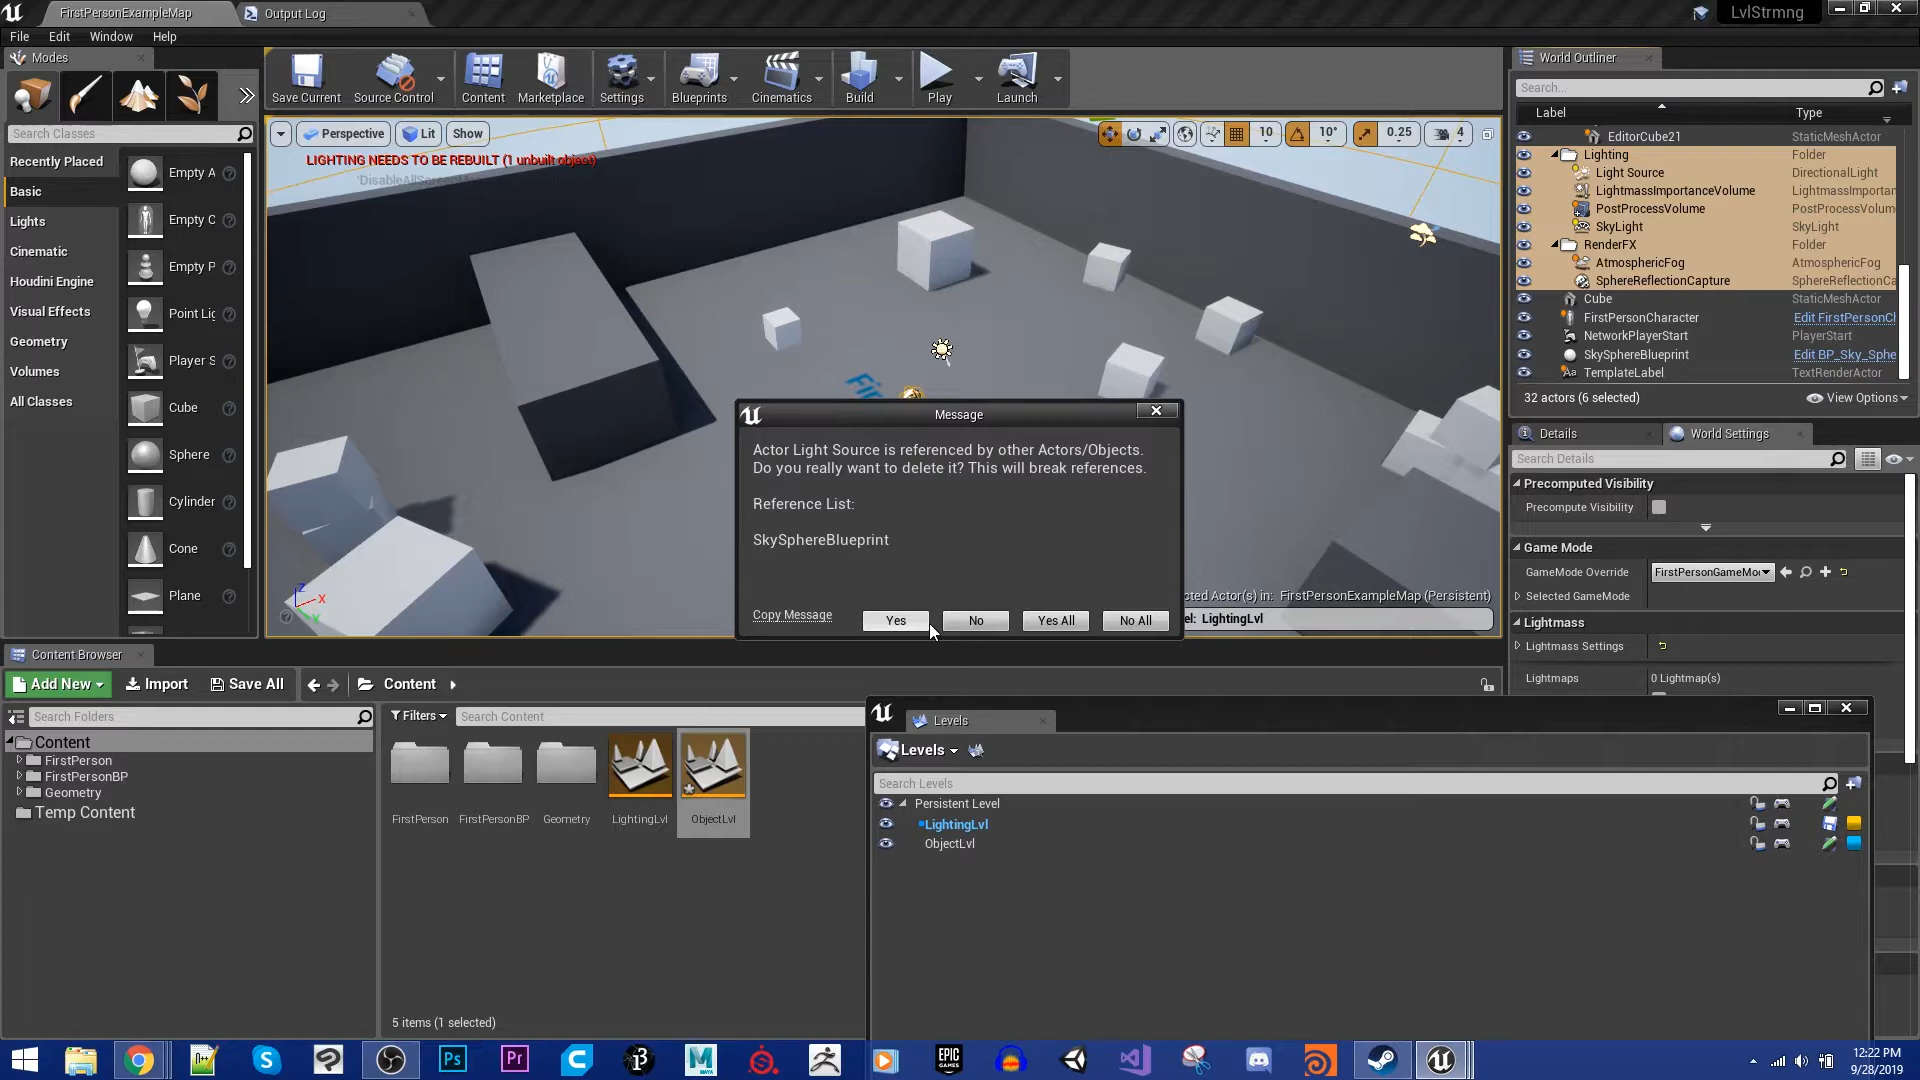 FirstPersonExampleMap
Output Log
LvlStrmng
File Edit Window Help
Modes
Save Current
Source Control
Content
Marketplace
Settings
Blueprints
Cinematics
Build
Play
Launch
Search Classes
Recently Placed
Basic
Lights
Cinematic
Houdini Engine
Visual Effects
Geometry
Volumes
All Classes
Empty A
Empty C
Empty P
Point Lig
Player S
Cube
Sphere
Cylinder
Cone
Plane
Perspective
Lit
Show
10
10°
0.25
4
LIGHTING NEEDS TO BE REBUILT (1 unbuilt object)
World Outliner
Search...
Label Type
EditorCube21 StaticMeshActor
Lighting Folder
Light Source DirectionalLight
LightmassImportanceVolume LightmassImportan
PostProcessVolume PostProcessVolum
SkyLight SkyLight
RenderFX Folder
AtmosphericFog AtmosphericFog
SphereReflectionCapture SphereReflectionCa
Cube StaticMeshActor
FirstPersonCharacter Edit FirstPersonCl
NetworkPlayerStart PlayerStart
SkySphereBlueprint Edit BP_Sky_Sphe
TemplateLabel TextRenderActor
32 actors (6 selected)
View Options
Message
Actor Light Source is referenced by other Actors/Objects.
Do you really want to delete it? This will break references.
Reference List:
SkySphereBlueprint
Copy Message
Yes
No
Yes All
No All
cted Actor(s) in: FirstPersonExampleMap (Persistent)
el: LightingLvl
Z
X
Y
Details
World Settings
Search Details
Precomputed Visibility
Precompute Visibility
Game Mode
GameMode Override FirstPersonGameMo
Selected GameMode
Lightmass
Lightmass Settings
Lightmaps 0 Lightmap(s)
Content Browser
Add New
Import
Save All
Content
Search Folders
Filters
Search Content
Content
FirstPerson
FirstPersonBP
Geometry
Temp Content
FirstPerson
FirstPersonBP
Geometry
LightingLvl
ObjectLvl
5 items (1 selected)
Levels
Levels
Search Levels
Persistent Level
LightingLvl
ObjectLvl
Ps
Pr
MAYA
EPIC
GAMES
12:22 PM
9/28/2019